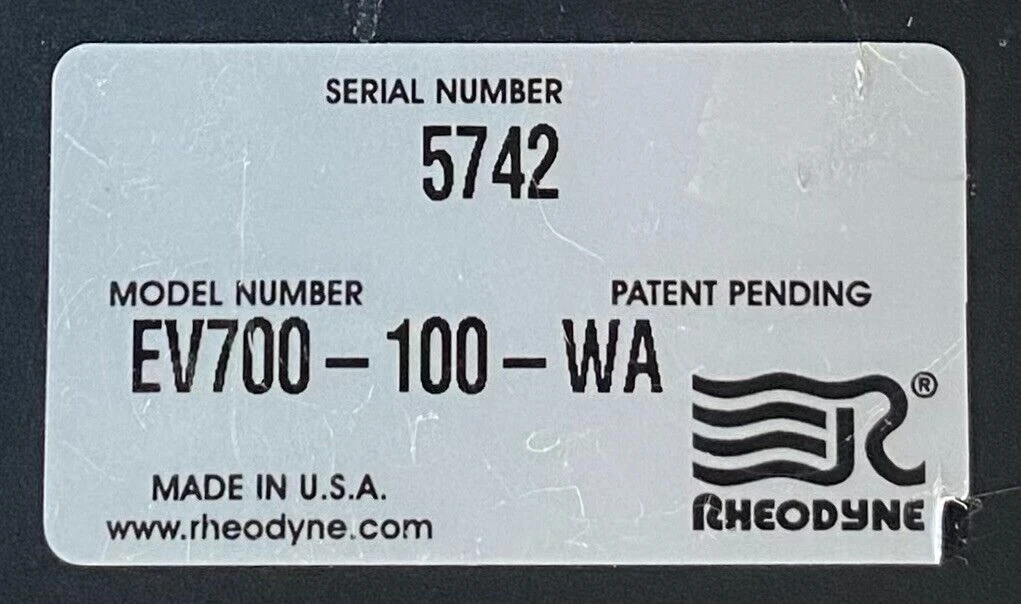 SERIAL NUMBER
5742
MODEL NUMBER
EV700-100-WA
PATENT PENDING
®
RHEODYNE
MADE IN U.S.A.
www.rheodyne.com